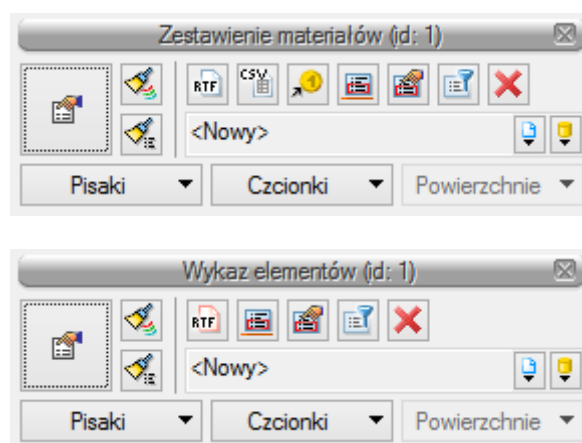 Zestawienie materiałów (id: 1)
RTF CSV 1
<Nowy>
Pisaki Czcionki Powierzchnie
Wykaz elementów (id: 1)
RTF
<Nowy>
Pisaki Czcionki Powierzchnie